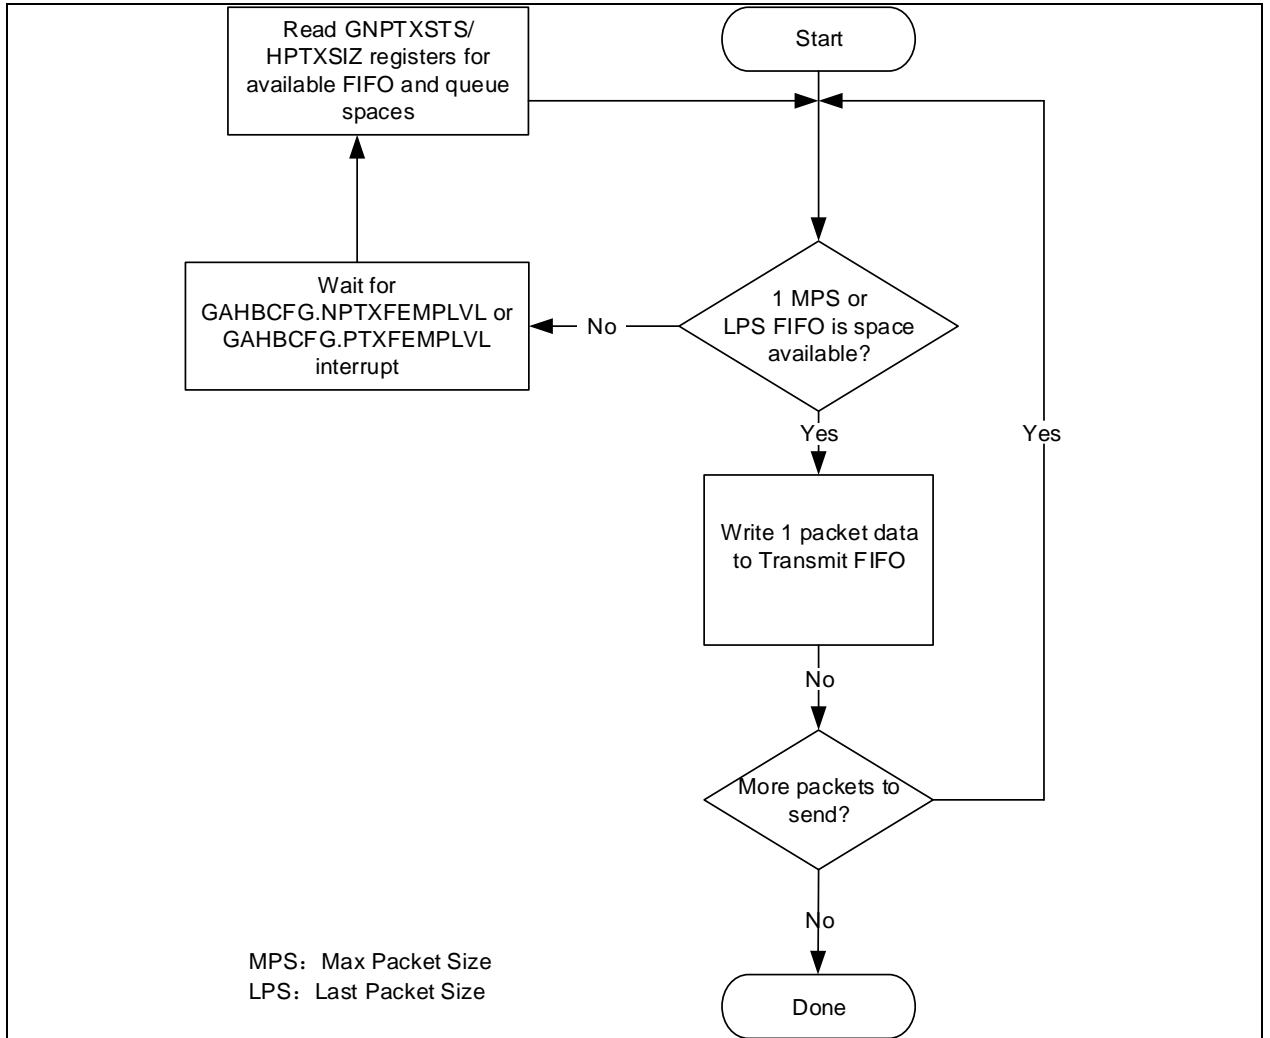 Read GNPTXSTS/
HPTXSIZ registers for
available FIFO and queue
spaces
Start
Wait for
GAHBCFG.NPTXFEMPLVL or
GAHBCFG.PTXFEMPLVL
interrupt
No
1 MPS or
LPS FIFO is space
available?
Yes
Yes
Write 1 packet data
to Transmit FIFO
No
More packets to
send?
No
MPS：Max Packet Size
LPS：Last Packet Size
Done